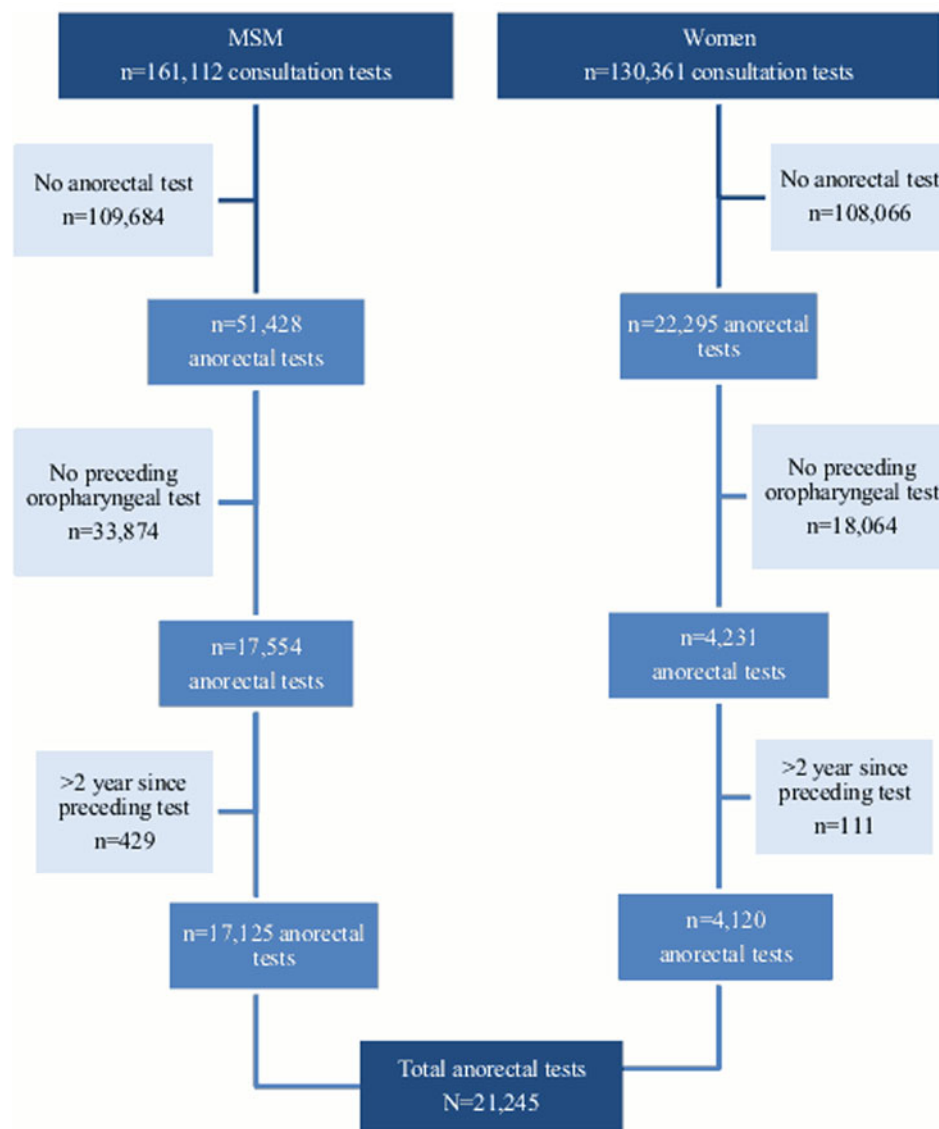 MSM
n=161,112 consultation tests
Women
n=130,361 consultation tests
No anorectal test
n=109,684
No anorectal test
n=108,066
n=51,428
anorectal tests
n=22,295 anorectal
tests
No preceding
oropharyngeal test
n=33,874
No preceding
oropharyngeal test
n=18,064
n=17,554
anorectal tests
n=4,231
anorectal tests
>2 year since
preceding test
n=429
>2 year since
preceding test
n=111
n=17,125 anorectal
tests
n=4,120
anorectal tests
Total anorectal tests
N=21,245